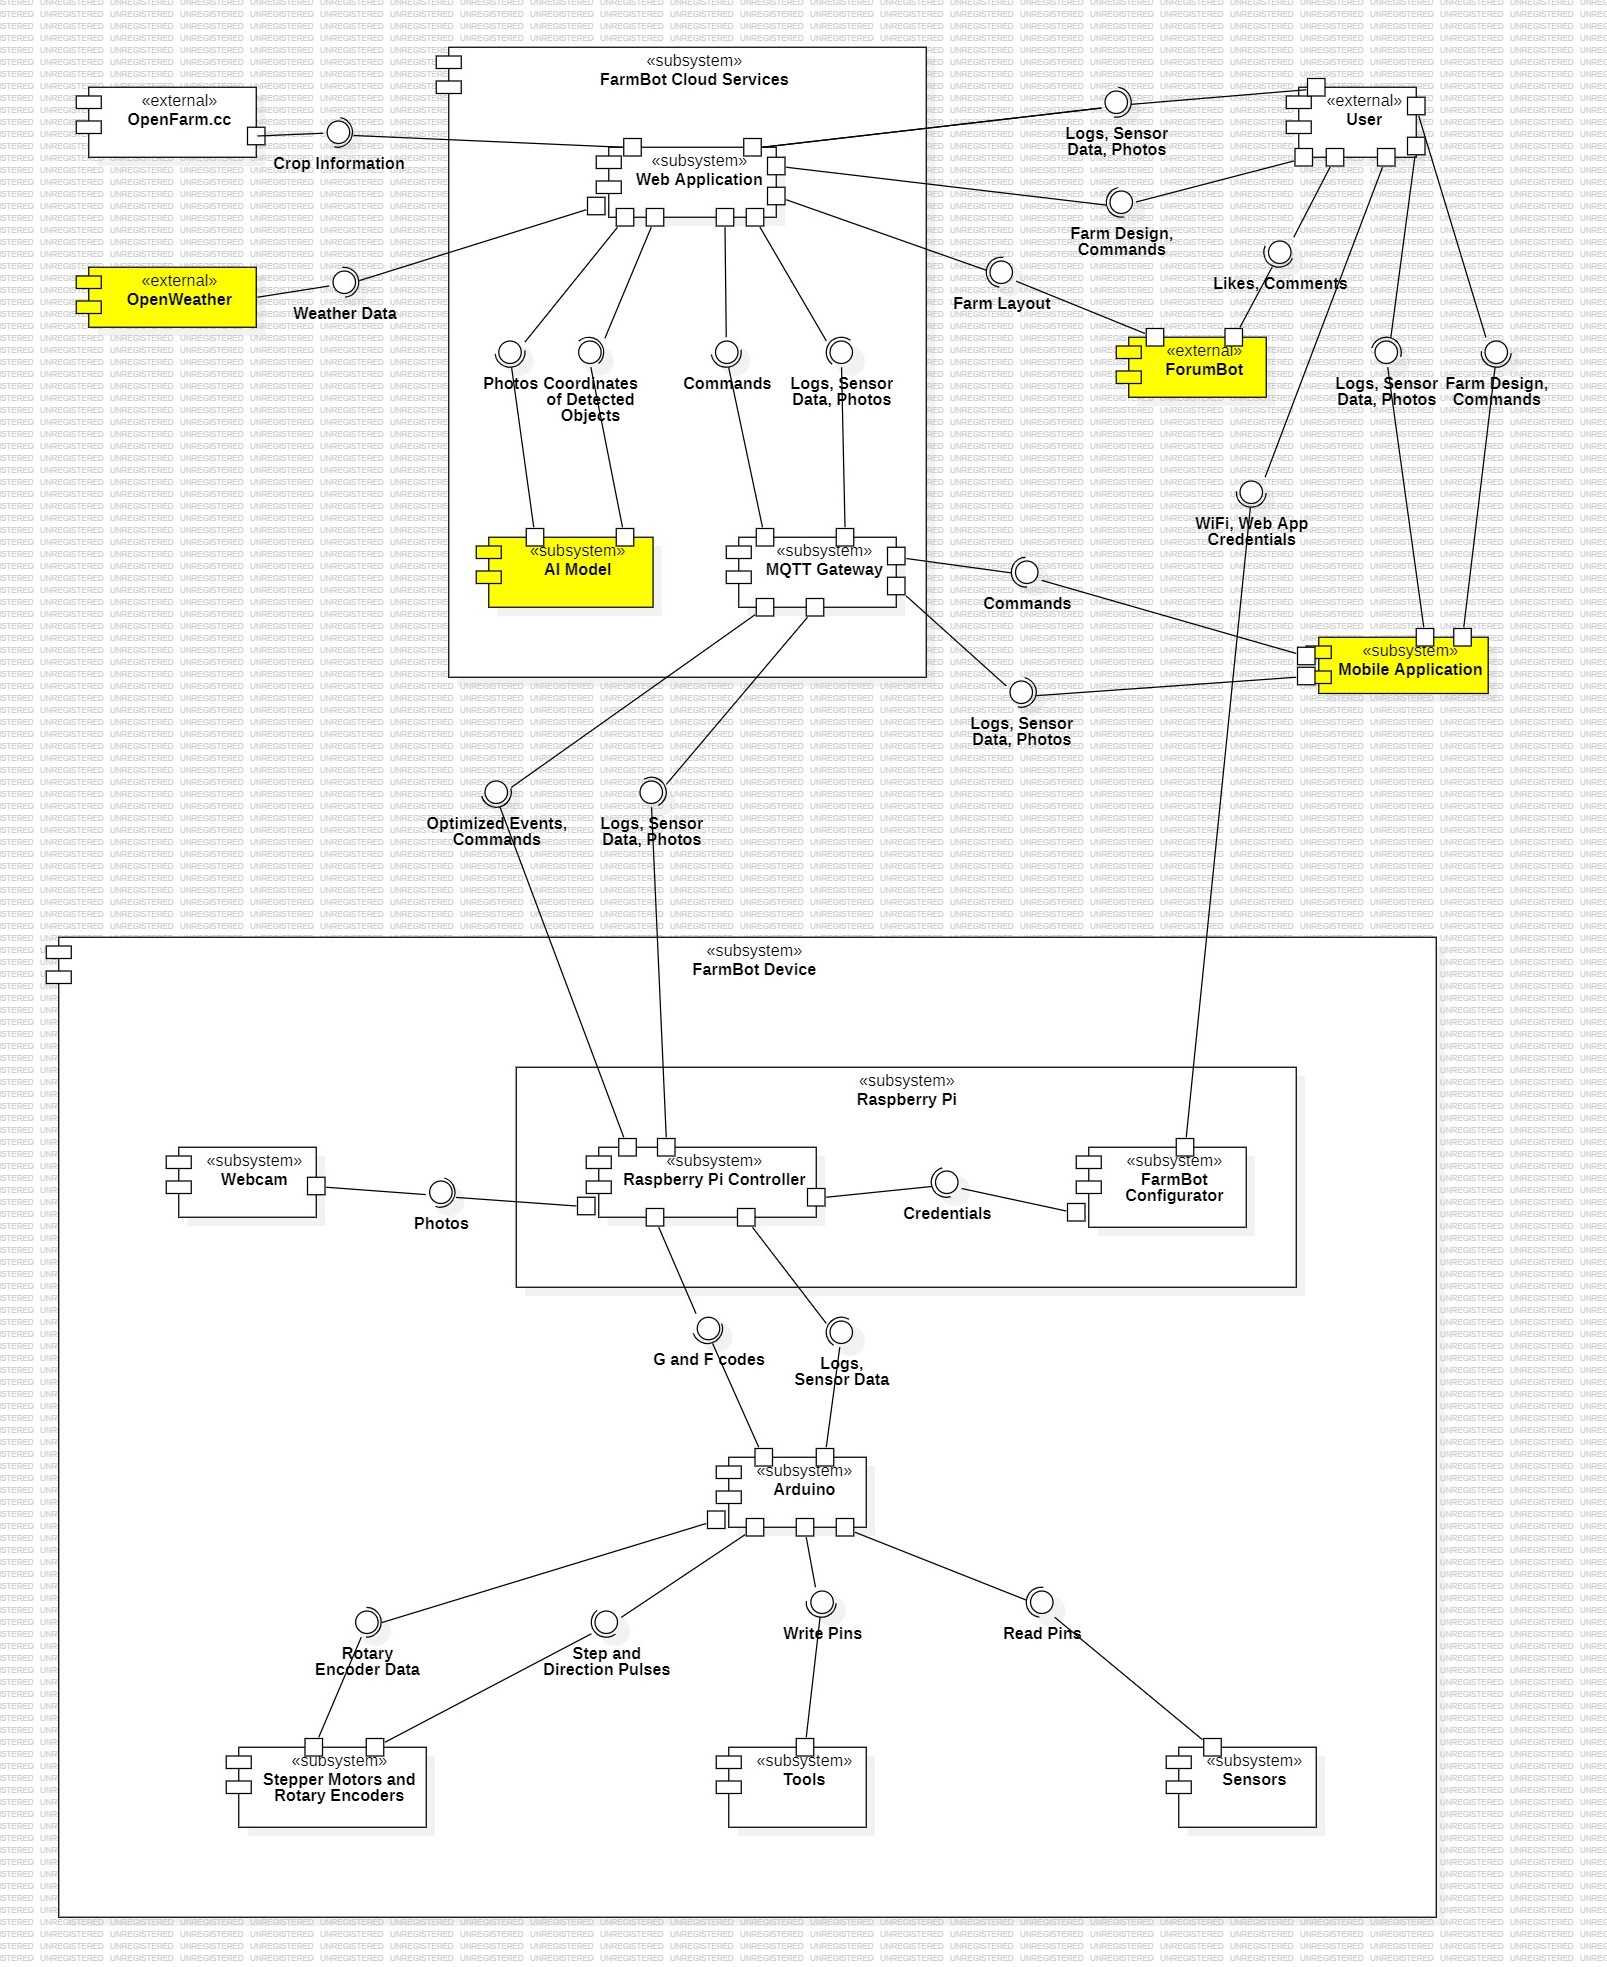 «subsystem»
FarmBot Cloud Services
«external»
OpenFarm.cc
Crop Information
«subsystem»
Web Application
Logs, Sensor
Data, Photos
«external»
User
Farm Design,
Commands
«external»
OpenWeather
Weather Data
Farm Layout
Likes, Comments
«external»
ForumBot
Photos
Coordinates
of Detected
Objects
Commands
Logs, Sensor
Data, Photos
Logs, Sensor
Data, Photos
Farm Design,
Commands
WiFi, Web App
Credentials
«subsystem»
AI Model
«subsystem»
MQTT Gateway
Commands
«subsystem»
Mobile Application
Logs, Sensor
Data, Photos
Optimized Events,
Commands
Logs, Sensor
Data, Photos
«subsystem»
FarmBot Device
«subsystem»
Raspberry Pi
«subsystem»
Webcam
Photos
«subsystem»
Raspberry Pi Controller
Credentials
«subsystem»
FarmBot
Configurator
G and F codes
Logs,
Sensor Data
«subsystem»
Arduino
Rotary
Encoder Data
Step and
Direction Pulses
Write Pins
Read Pins
«subsystem»
Stepper Motors and
Rotary Encoders
«subsystem»
Tools
«subsystem»
Sensors
UNREGISTERED